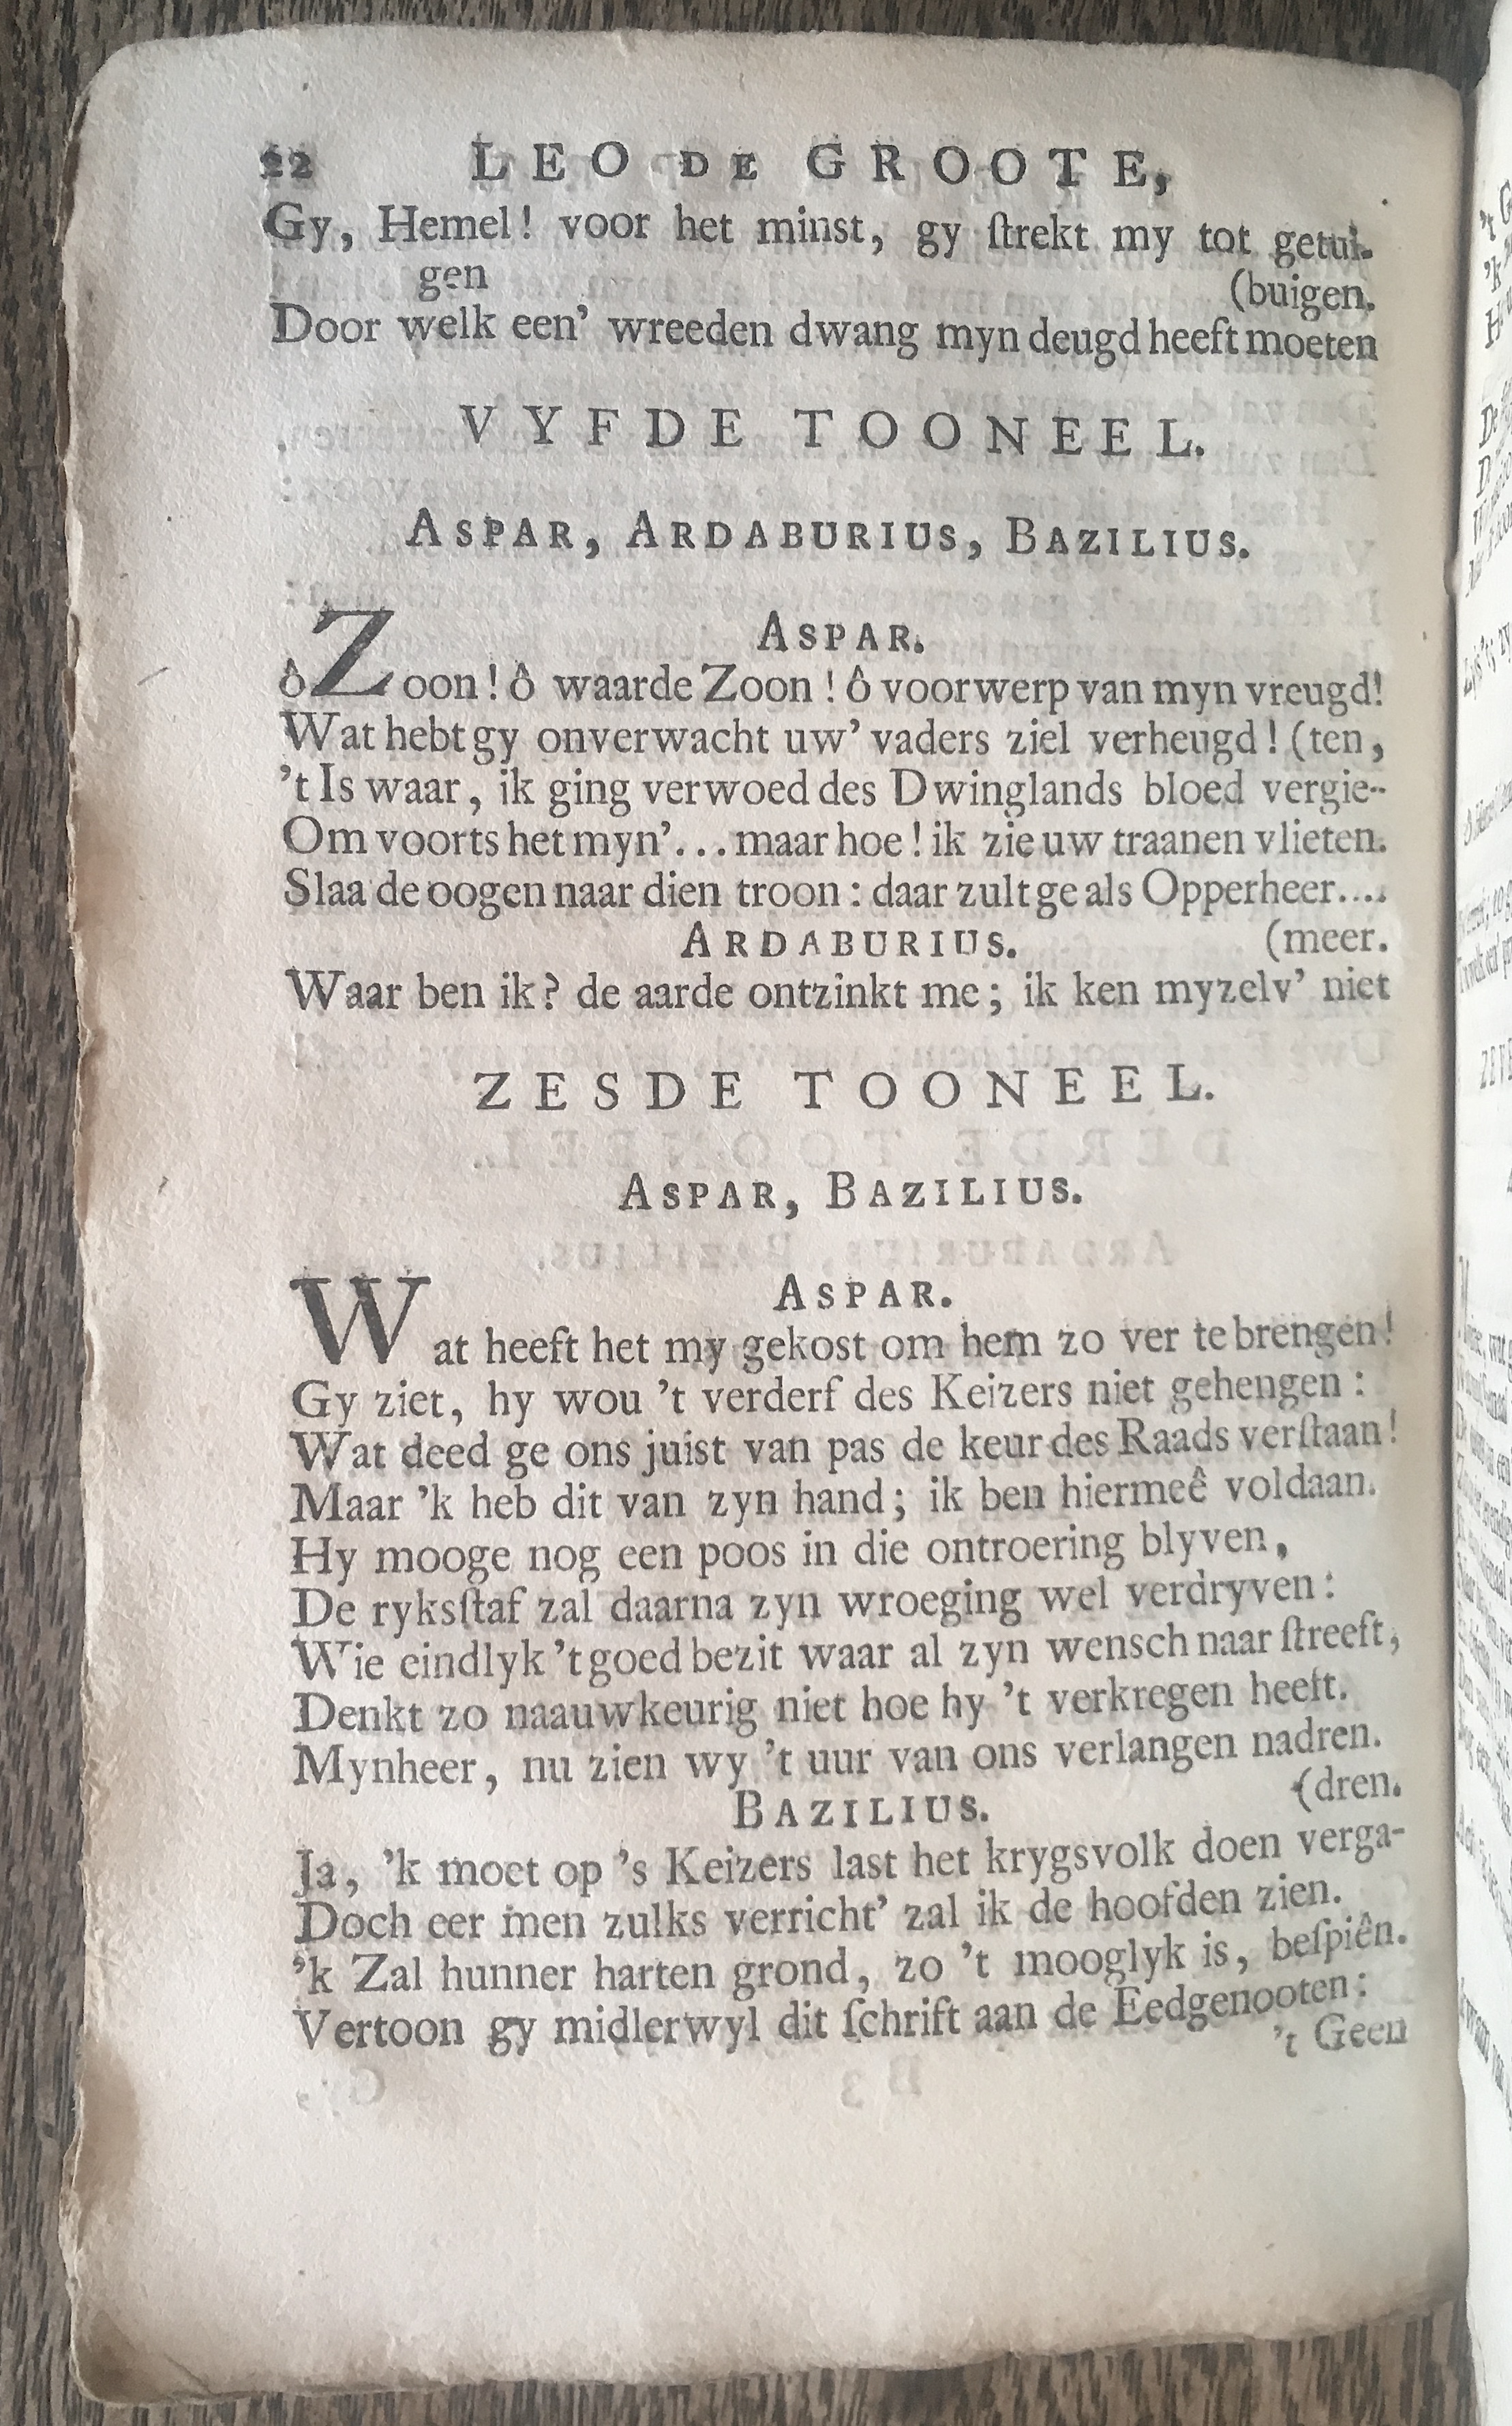 22 LEO DE GROOTE,
Gy, Hemel! voor het minst, gy ſtrekt my tot getui-
gen (buigen.
Door welk een' wreeden dwang myn deugd heeft moeten
VYFDE TOONEEL.
ASPAR, ARDABURIUS, BAZILIUS.
ASPAR.
ô Zoon! ô waarde Zoon! ô voorwerp van myn vreugd!
Wat hebt gy onverwacht uw' vaders ziel verheugd! (ten,
't Is waar, ik ging verwoed des Dwinglands bloed vergie-
Om voorts het myn'... maar hoe! ik zie uw traanen vlieten.
Slaa de oogen naar dien troon: daar zult ge als Opperheer....
ARDABURIUS. (meer.
Waar ben ik? de aarde ontzinkt me; ik ken myzelv' niet
ZESDE TOONEEL.
ASPAR, BAZILIUS.
ASPAR.
Wat heeft het my gekost om hem zo ver te brengen!
Gy ziet, hy wou 't verderf des Keizers niet gehengen:
Wat deed ge ons juist van pas de keur des Raads verſtaan!
Maar 'k heb dit van zyn hand; ik ben hiermeê voldaan.
Hy mooge nog een poos in die ontroering blyven,
De ryksſtaf zal daarna zyn wroeging wel verdryven:
Wie eindlyk 't goed bezit waar al zyn wensch naar ſtreeft,
Denkt zo naauwkeurig niet hoe hy 't verkregen heeft.
Mynheer, nu zien wy 't uur van ons verlangen nadren.
BAZILIUS. (dren.
Ja, 'k moet op 's Keizers last het krygsvolk doen verga-
Doch eer men zulks verricht' zal ik de hoofden zien.
'k Zal hunner harten grond, zo 't mooglyk is, beſpiên.
Vertoon gy midlerwyl dit ſchrift aan de Eedgenooten:
't Geen